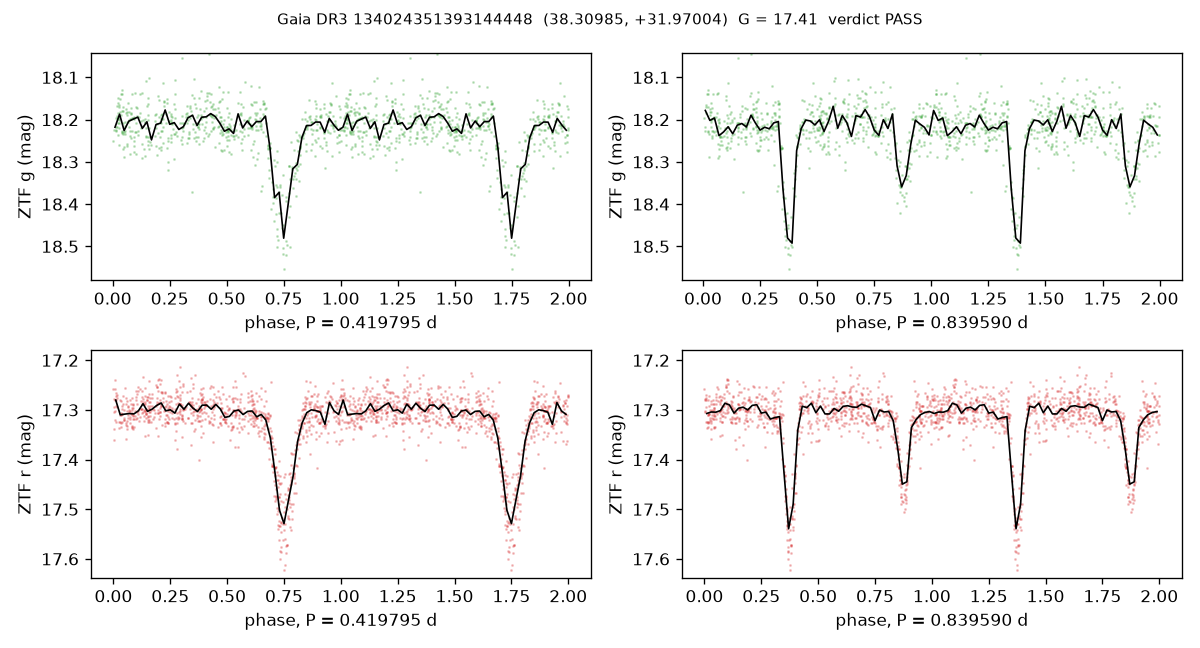 Gaia DR3 134024351393144448  (38.30985, +31.97004)  G = 17.41  verdict PASS
ZTF g (mag)
18.1
18.2
18.3
18.4
18.5
0.00 0.25 0.50 0.75 1.00 1.25 1.50 1.75 2.00
phase, P = 0.419795 d
ZTF g (mag)
18.1
18.2
18.3
18.4
18.5
0.00 0.25 0.50 0.75 1.00 1.25 1.50 1.75 2.00
phase, P = 0.839590 d
ZTF r (mag)
17.2
17.3
17.4
17.5
17.6
0.00 0.25 0.50 0.75 1.00 1.25 1.50 1.75 2.00
phase, P = 0.419795 d
ZTF r (mag)
17.2
17.3
17.4
17.5
17.6
0.00 0.25 0.50 0.75 1.00 1.25 1.50 1.75 2.00
phase, P = 0.839590 d